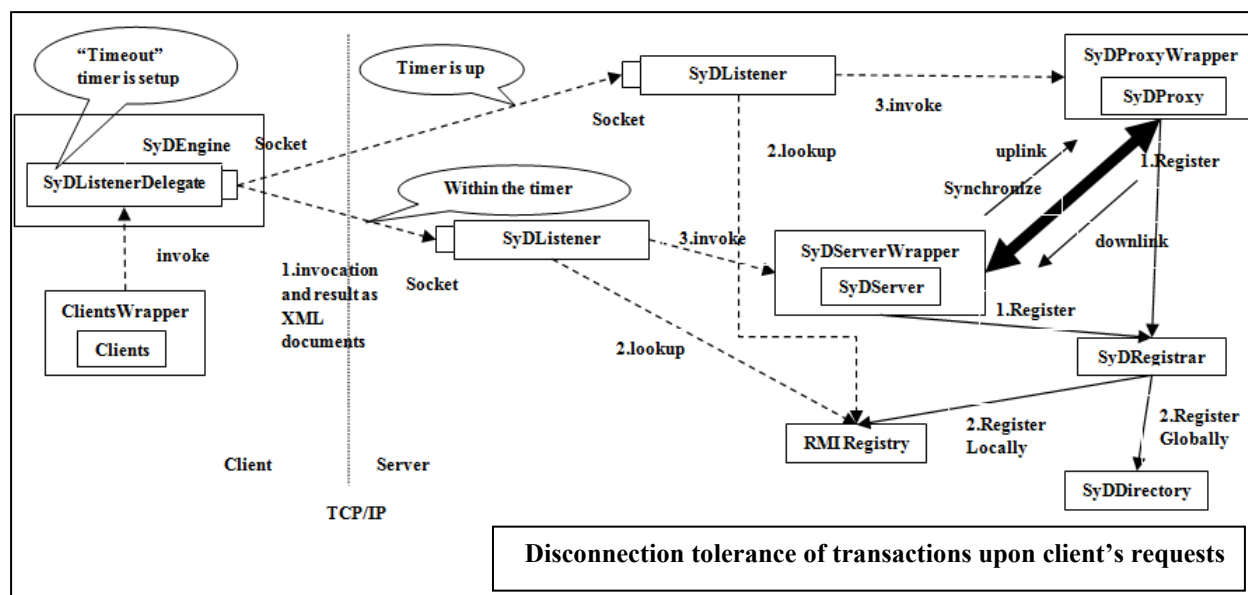 “Timeout”
timer is setup
Timer is up
SyDListener
SyDProxyWrapper
SyDProxy
3.invoke
SyDEngine
Socket
Socket
SyDListenerDelegate
2.lookup
uplink
1.Register
Synchronize
Within the timer
SyDListener
3.invoke
downlink
invoke
SyDServerWrapper
SyDServer
1.invocation
and result as
XML
documents
Socket
ClientsWrapper
Clients
1.Register
2.lookup
SyDRegistrar
RMI Registry
2.Register
Locally
2.Register
Globally
Client
Server
SyDDirectory
TCP/IP
Disconnection tolerance of transactions upon client’s requests